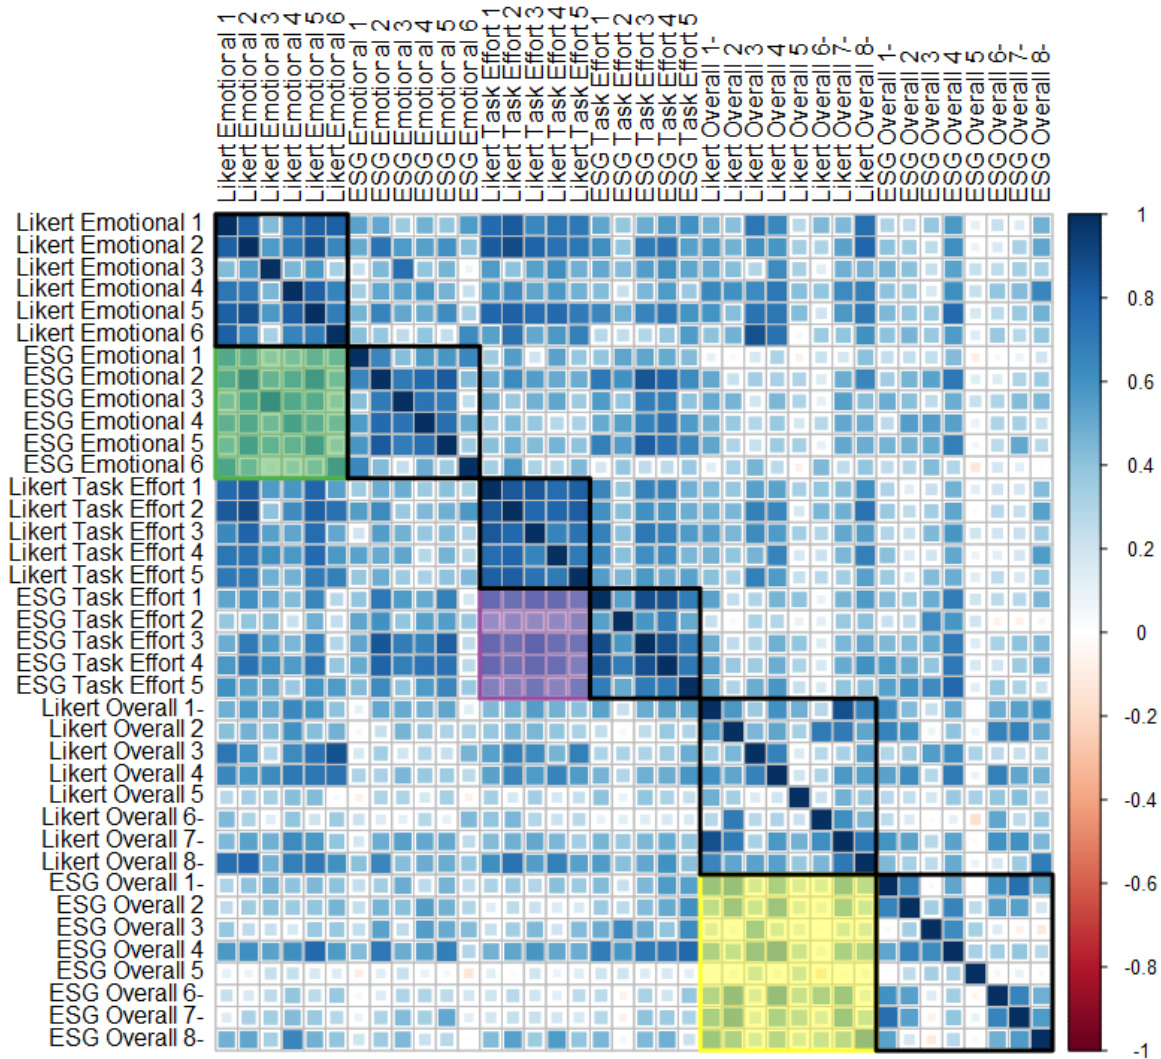 Likert Emotional 1
Likert Emotional 2
Likert Emotional 3
Likert Emotional 4
Likert Emotional 5
Likert Emotional 6
ESG Emotional 1
ESG Emotional 2
ESG Emotional 3
ESG Emotional 4
ESG Emotional 5
ESG Emotional 6
Likert Task Effort 1
Likert Task Effort 2
Likert Task Effort 3
Likert Task Effort 4
Likert Task Effort 5
ESG Task Effort 1
ESG Task Effort 2
ESG Task Effort 3
ESG Task Effort 4
ESG Task Effort 5
Likert Overall 1-
Likert Overall 2
Likert Overall 3
Likert Overall 4
Likert Overall 5
Likert Overall 6-
Likert Overall 7-
Likert Overall 8-
ESG Overall 1-
ESG Overall 2
ESG Overall 3
ESG Overall 4
ESG Overall 5
ESG Overall 6-
ESG Overall 7-
ESG Overall 8-
Likert Emotional 1
Likert Emotional 2
Likert Emotional 3
Likert Emotional 4
Likert Emotional 5
Likert Emotional 6
ESG Emotional 1
ESG Emotional 2
ESG Emotional 3
ESG Emotional 4
ESG Emotional 5
ESG Emotional 6
Likert Task Effort 1
Likert Task Effort 2
Likert Task Effort 3
Likert Task Effort 4
Likert Task Effort 5
ESG Task Effort 1
ESG Task Effort 2
ESG Task Effort 3
ESG Task Effort 4
ESG Task Effort 5
Likert Overall 1-
Likert Overall 2
Likert Overall 3
Likert Overall 4
Likert Overall 5
Likert Overall 6-
Likert Overall 7-
Likert Overall 8-
ESG Overall 1-
ESG Overall 2
ESG Overall 3
ESG Overall 4
ESG Overall 5
ESG Overall 6-
ESG Overall 7-
ESG Overall 8-
1
0.8
0.6
0.4
0.2
0
-0.2
-0.4
-0.6
-0.8
-1